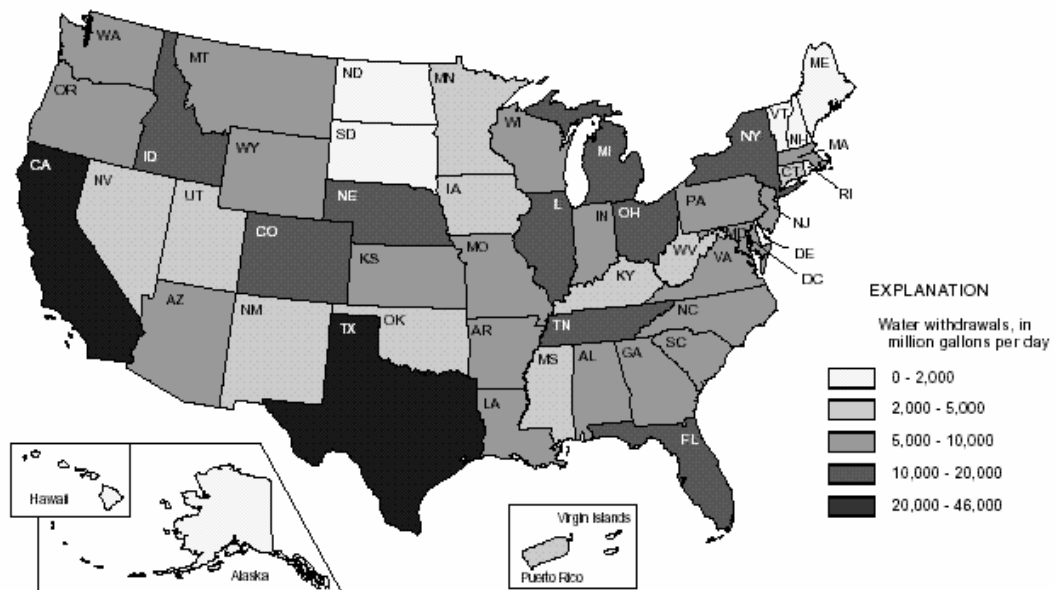 WA
MT
ND
MN
ME
OR
VT
ID
SD
WI
NY
NH
MA
WY
MI
CA
NV
IA
CT
RI
UT
NE
PA
IL
IN
OH
NJ
CO
MD
DE
KS
MO
WV
VA
KY
DC
EXPLANATION
AZ
NM
OK
TN
NC
Water withdrawals, in
million gallons per day
TX
AR
SC
MS
AL
GA
0 - 2,000
LA
2,000 - 5,000
FL
5,000 - 10,000
10,000 - 20,000
Hawaii
20,000 - 46,000
Virgin Islands
Alaska
Puerto Rico